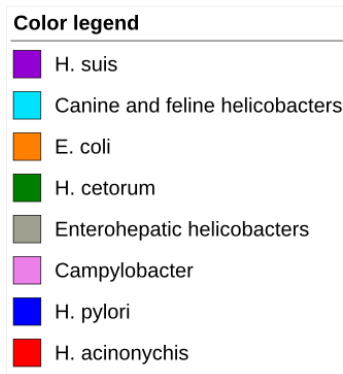 Color legend
H. suis
Canine and feline helicobacters
E. coli
H. cetorum
Enterohepatic helicobacters
Campylobacter
H. pylori
H. acinonychis